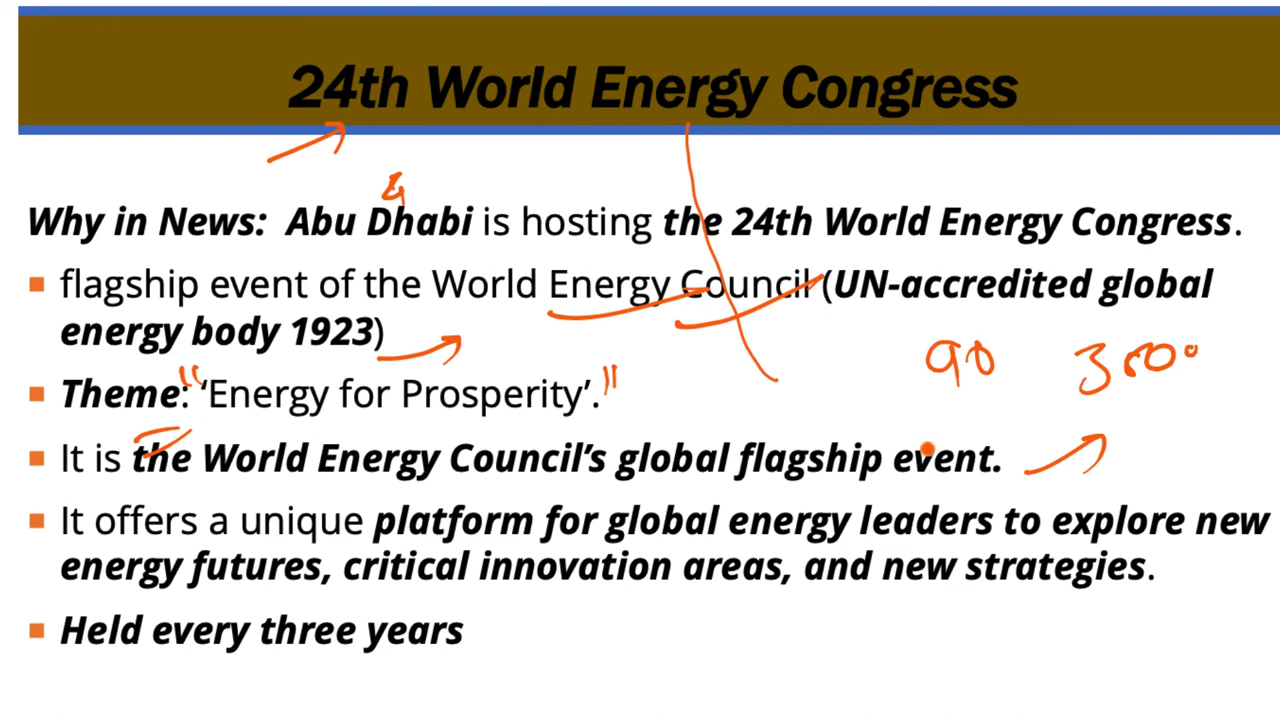 24th World Energy Congress
Why in News: Abu Dhabi is hosting the 24th World Energy Congress.
flagship event of the World Energy Council (UN-accredited global
energy body 1923)
90
Theme: ‘Energy for Prosperity’.
It is the World Energy Council’s global flagship event.
It offers a unique platform for global energy leaders to explore new
energy futures, critical innovation areas, and new strategies.
Held every three years